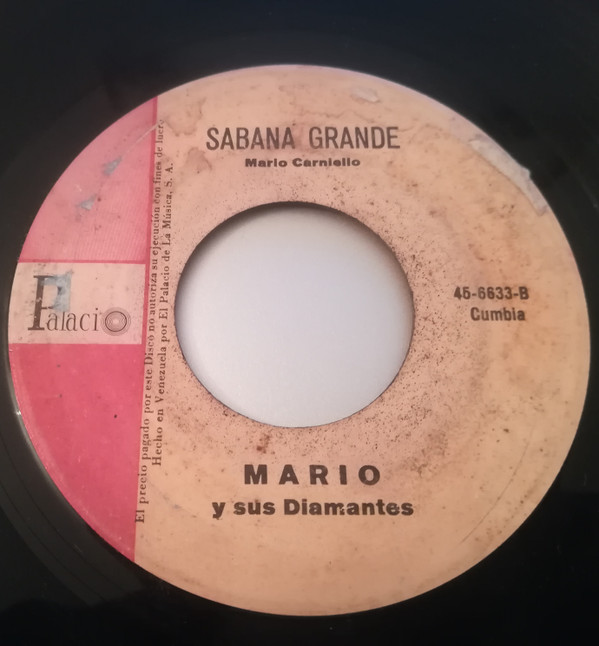 SABANA GRANDE
Mario Carniello
Palacio
45-6633-B
Cumbia
El precio pagado por este Disco no autoriza su ejecución con fines de lucro
Hecho en Venezuela por El Palacio de La Música, S. A.
MARIO
y sus Diamantes